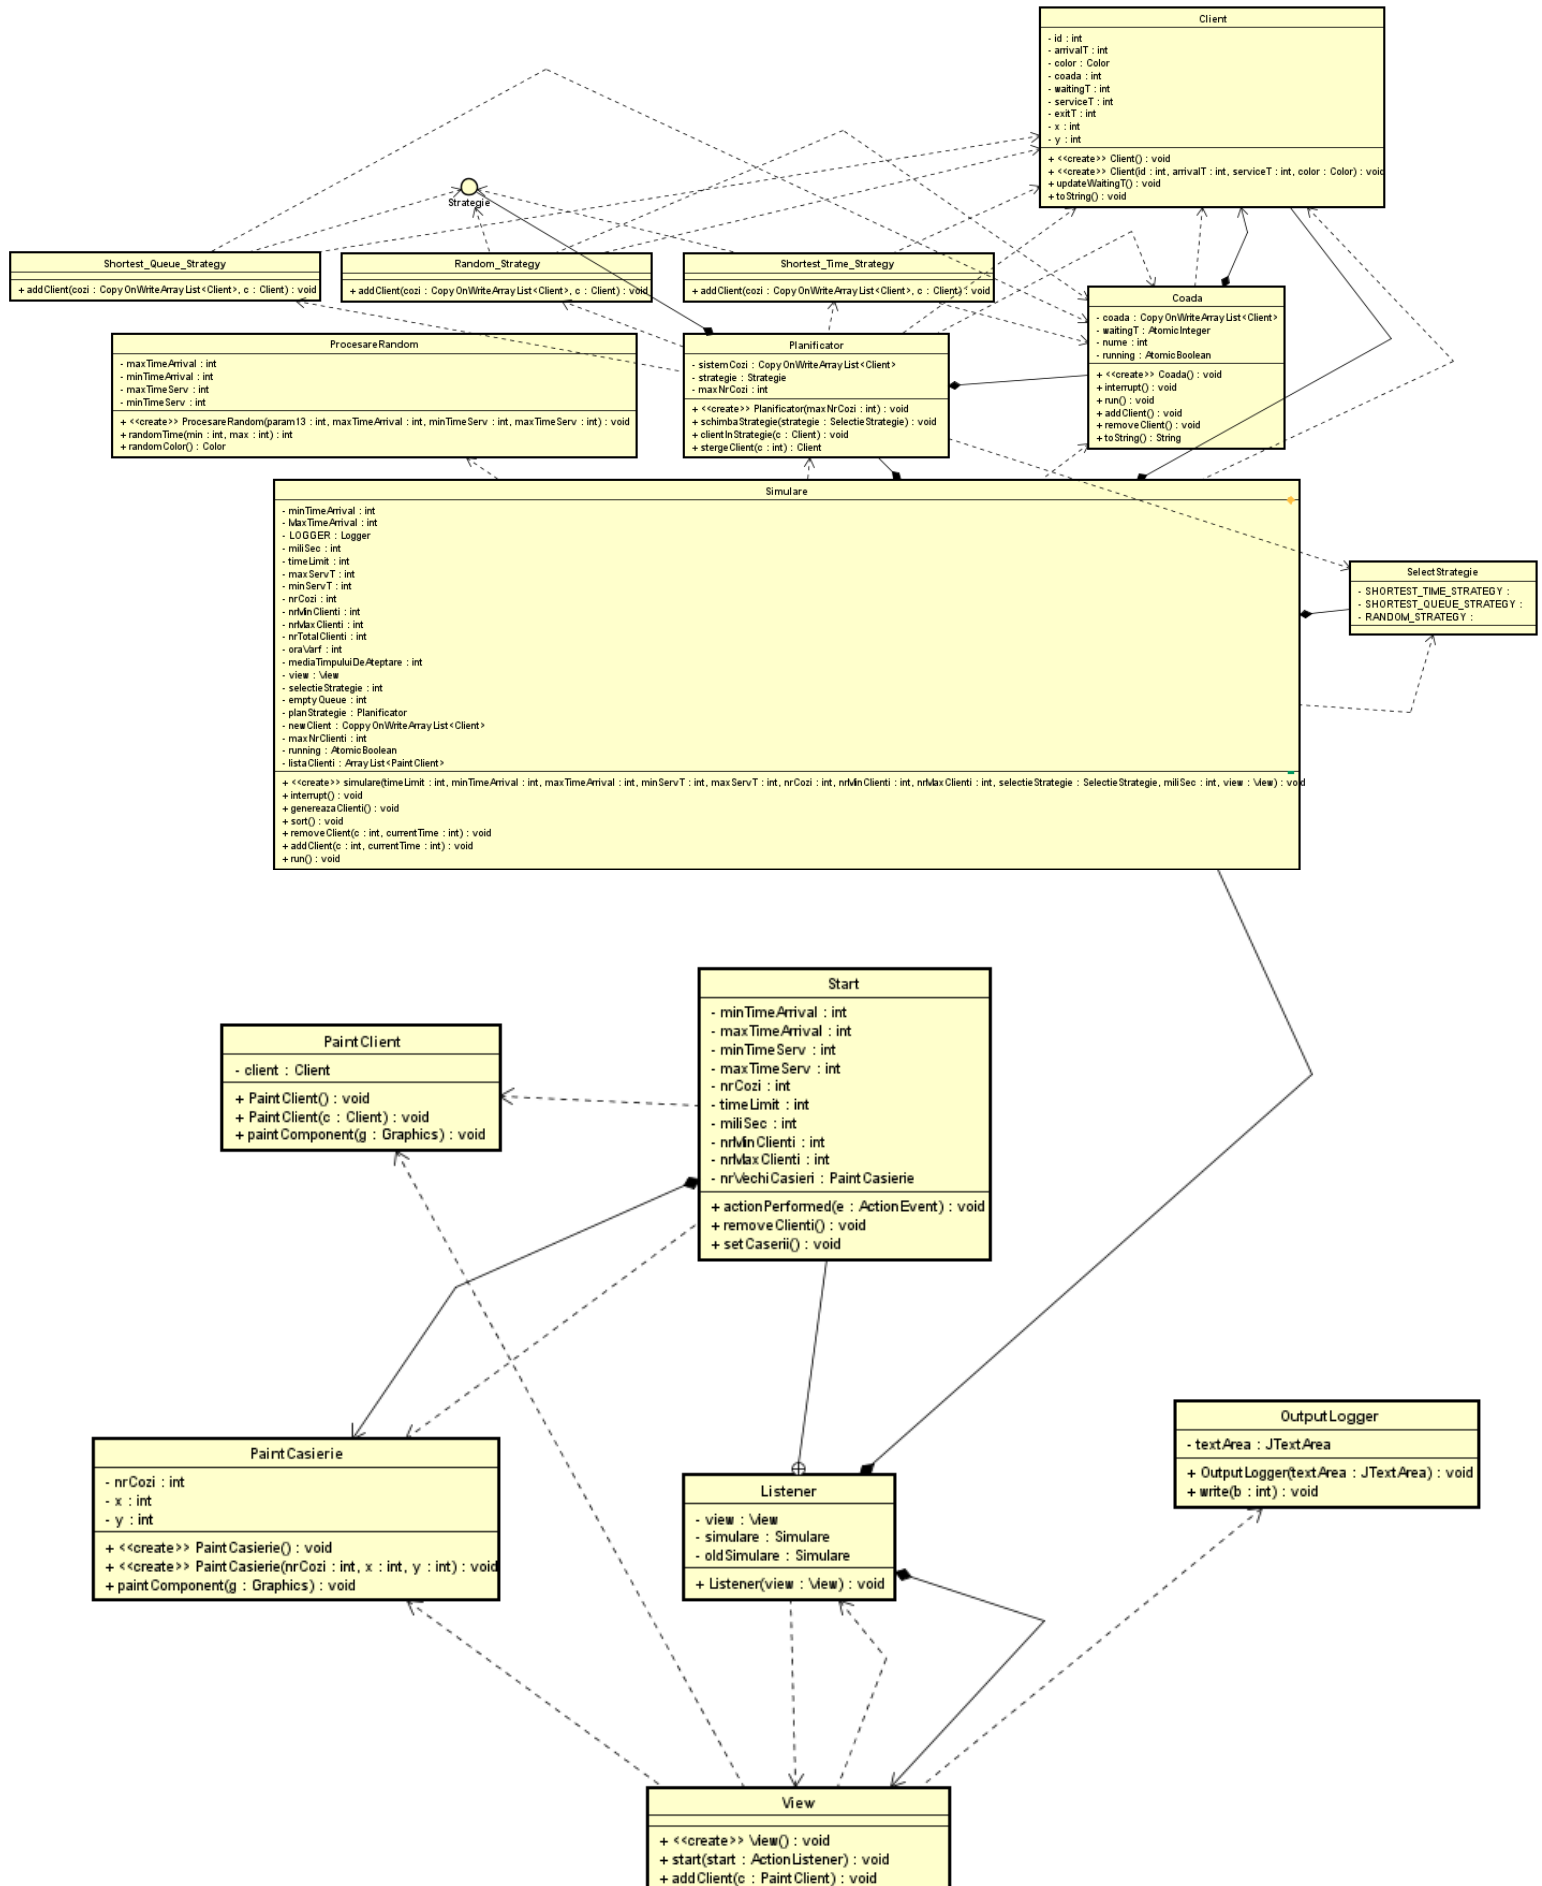 Client
- id : int
- arrivalT : int
- color : Color
- coada : int
- waitingT : int
- serviceT : int
- exitT : int
- x : int
- y : int
+ <<create>> Client() : void
+ <<create>> Client(id : int, arrivalT : int, serviceT : int, color : Color) : void
+ updateWaitingT() : void
+ toString() : void
Strategie
Shortest_Queue_Strategy
+ addClient(cozi : CopyOnWriteArrayList<Client>, c : Client) : void
Random_Strategy
+ addClient(cozi : CopyOnWriteArrayList<Client>, c : Client) : void
Shortest_Time_Strategy
+ addClient(cozi : CopyOnWriteArrayList<Client>, c : Client) : void
Coada
- coada : CopyOnWriteArrayList<Client>
- waitingT : AtomicInteger
- nume : int
- running : AtomicBoolean
+ <<create>> Coada() : void
+ interrupt() : void
+ run() : void
+ addClient() : void
+ removeClient() : void
+ toString() : String
ProcesareRandom
- maxTimeArrival : int
- minTimeArrival : int
- maxTimeServ : int
- minTimeServ : int
+ <<create>> ProcesareRandom(param13 : int, maxTimeArrival : int, minTimeServ : int, maxTimeServ : int) : void
+ randomTime(min : int, max : int) : int
+ randomColor() : Color
Planificator
- sistemCozi : CopyOnWriteArrayList<Client>
- strategie : Strategie
- maxNrCozi : int
+ <<create>> Planificator(maxNrCozi : int) : void
+ schimbaStrategie(strategie : SelectieStrategie) : void
+ clientInStrategie(c : Client) : void
+ stergeClient(c : int) : Client
Simulare
- minTimeArrival : int
- MaxTimeArrival : int
- LOGGER : Logger
- miliSec : int
- timeLimit : int
- maxServT : int
- minServT : int
- nrCozi : int
- nrMinClienti : int
- nrMaxClienti : int
- nrTotalClienti : int
- oraVarf : int
- mediaTimpuluiDeAteptare : int
- view : View
- selectieStrategie : int
- emptyQueue : int
- planStrategie : Planificator
- newClient : CoppyOnWriteArrayList<Client>
- maxNrClienti : int
- running : AtomicBoolean
- listaClienti : ArrayList<PaintClient>
+ <<create>> simulare(timeLimit : int, minTimeArrival : int, maxTimeArrival : int, minServT : int, maxServT : int, nrCozi : int, nrMinClienti : int, nrMaxClienti : int, selectieStrategie : SelectieStrategie, miliSec : int, view : View) : void
+ interrupt() : void
+ genereazaClienti() : void
+ sort() : void
+ removeClient(c : int, currentTime : int) : void
+ addClient(c : int, currentTime : int) : void
+ run() : void
SelectStrategie
- SHORTEST_TIME_STRATEGY :
- SHORTEST_QUEUE_STRATEGY :
- RANDOM_STRATEGY :
Start
- minTimeArrival : int
- maxTimeArrival : int
- minTimeServ : int
- maxTimeServ : int
- nrCozi : int
- timeLimit : int
- miliSec : int
- nrMinClienti : int
- nrMaxClienti : int
- nrVechiCasieri : PaintCasierie
+ actionPerformed(e : ActionEvent) : void
+ removeClienti() : void
+ setCaserii() : void
PaintClient
- client : Client
+ PaintClient() : void
+ PaintClient(c : Client) : void
+ paintComponent(g : Graphics) : void
PaintCasierie
- nrCozi : int
- x : int
- y : int
+ <<create>> PaintCasierie() : void
+ <<create>> PaintCasierie(nrCozi : int, x : int, y : int) : void
+ paintComponent(g : Graphics) : void
Listener
- view : View
- simulare : Simulare
- oldSimulare : Simulare
+ Listener(view : View) : void
OutputLogger
- textArea : JTextArea
+ OutputLogger(textArea : JTextArea) : void
+ write(b : int) : void
View
+ <<create>> View() : void
+ start(start : ActionListener) : void
+ addClient(c : PaintClient) : void